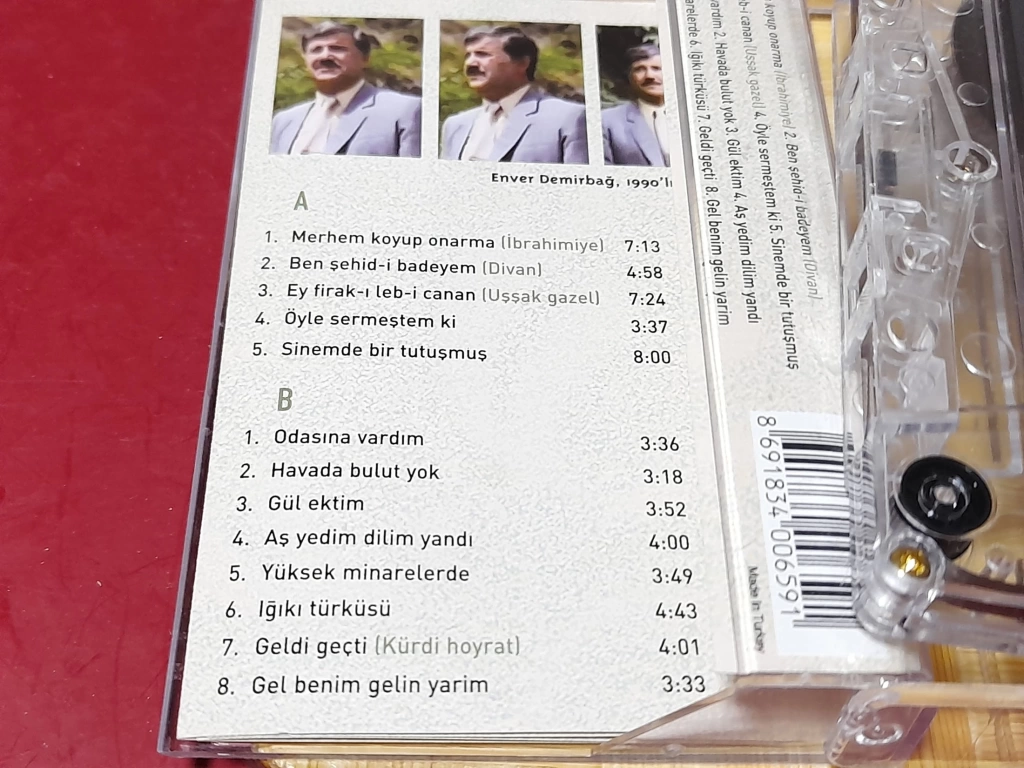 Enver Demirbağ, 1990'lı
A
1. Merhem koyup onarma (İbrahimiye) 7:13
2. Ben şehid-i badeyem (Divan) 4:58
3. Ey firak-ı leb-i canan (Uşşak gazel) 7:24
4. Öyle sermeştem ki 3:37
5. Sinemde bir tutuşmuş 8:00
B
1. Odasına vardım 3:36
2. Havada bulut yok 3:18
3. Gül ektim 3:52
4. Aş yedim dilim yandı 4:00
5. Yüksek minarelerde 3:49
6. Iğıkı türküsü 4:43
7. Geldi geçti (Kürdi hoyrat) 4:01
8. Gel benim gelin yarim 3:33
koyup onarma (İbrahimiye) 2. Ben şehid-i badeyem (Divan)
b-i canan (Uşşak gazel) 4. Öyle sermeştem ki 5. Sinemde bir tutuşmuş
vardım 2. Havada bulut yok 3. Gül ektim 4. Aş yedim dilim yandı
arelerde 6. Iğıkı türküsü 7. Geldi geçti 8. Gel benim gelin yarim
8 691834 006591
Made in Turkey